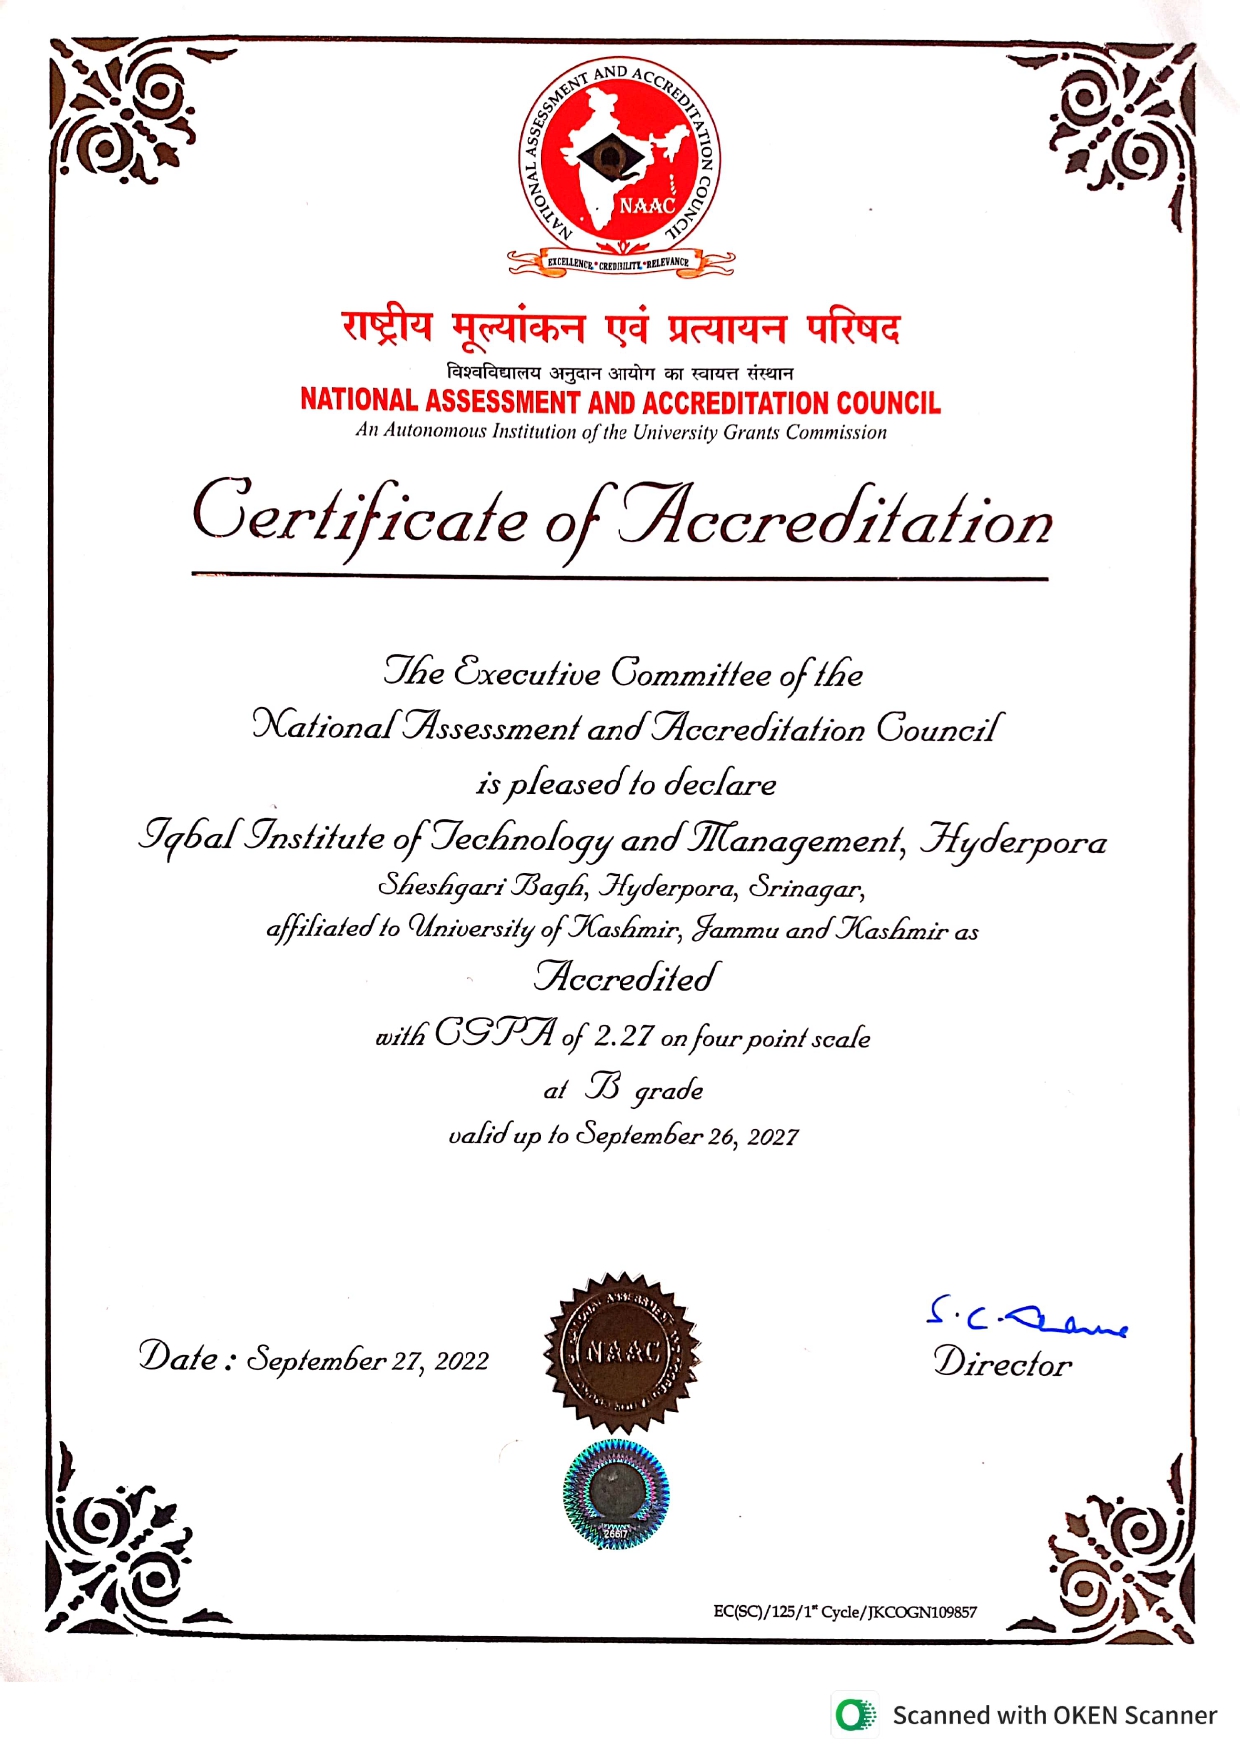 NATIONAL ASSESSMENT AND ACCREDITATION COUNCIL
NAAC
EXCELLENCE * CREDIBILITY * RELEVANCE
राष्ट्रीय मूल्यांकन एवं प्रत्यायन परिषद
विश्वविद्यालय अनुदान आयोग का स्वायत्त संस्थान
NATIONAL ASSESSMENT AND ACCREDITATION COUNCIL
An Autonomous Institution of the University Grants Commission
Certificate of Accreditation
The Executive Committee of the
National Assessment and Accreditation Council
is pleased to declare
Iqbal Institute of Technology and Management, Hyderpora
Sheshgari Bagh, Hyderpora, Srinagar,
affiliated to University of Kashmir, Jammu and Kashmir as
Accredited
with CGPA of 2.27 on four point scale
at B grade
valid up to September 26, 2027
S. C.
Date : September 27, 2022
NAAC
Director
26617
EC(SC)/125/1st Cycle/JKCOGN109857
Scanned with OKEN Scanner